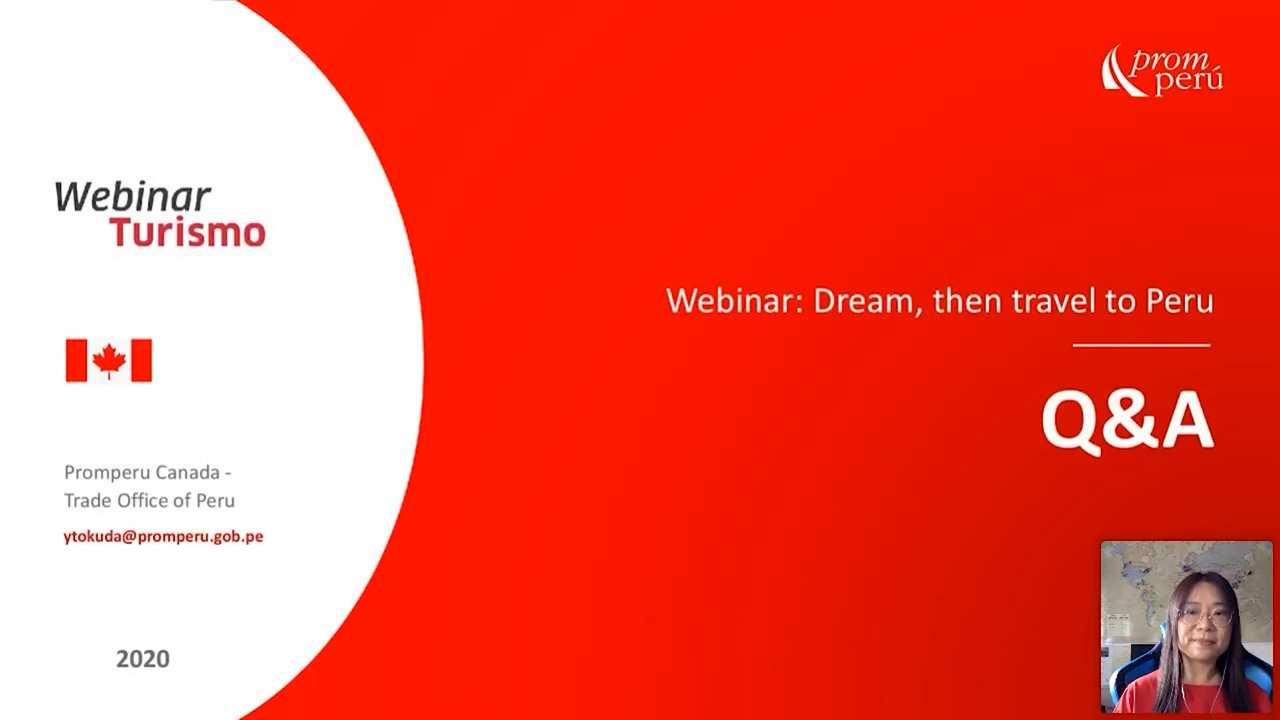 prom
perú
Webinar
Turismo
Webinar: Dream, then travel to Peru
Q&A
Promperu Canada -
Trade Office of Peru
ytokuda@promperu.gob.pe
2020